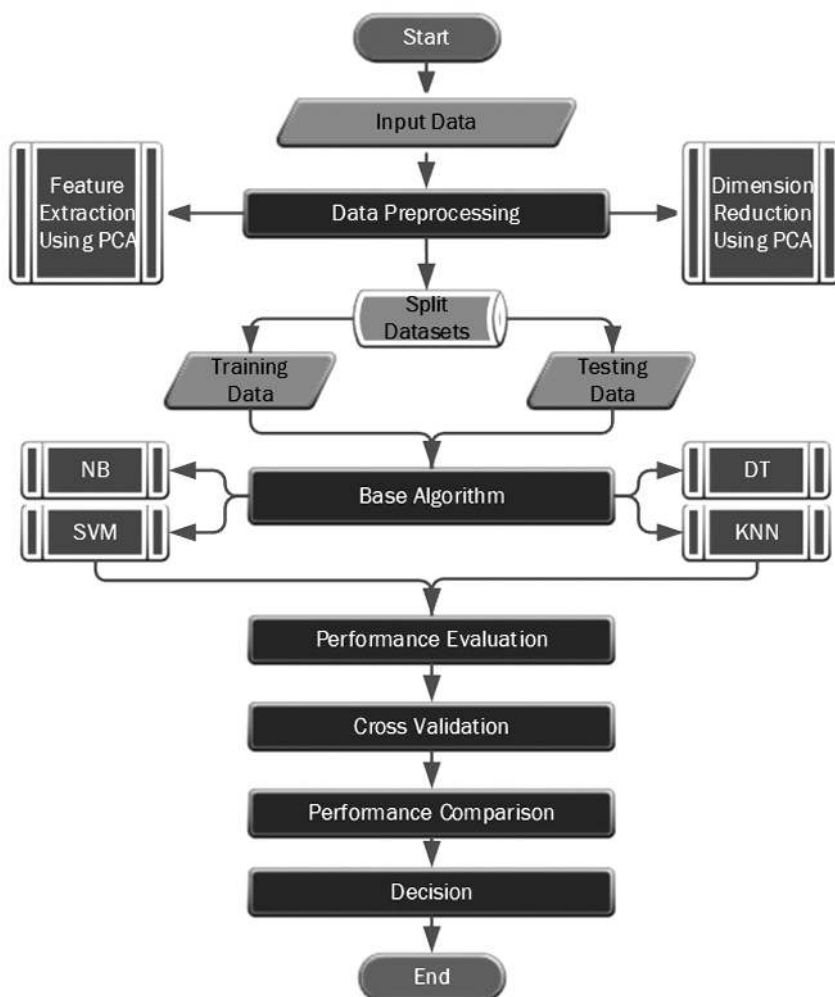 Start
Input Data
Feature
Extraction
Using PCA
Data Preprocessing
Dimension
Reduction
Using PCA
Split
Datasets
Training
Data
Testing
Data
NB
SVM
Base Algorithm
DT
KNN
Performance Evaluation
Cross Validation
Performance Comparison
Decision
End